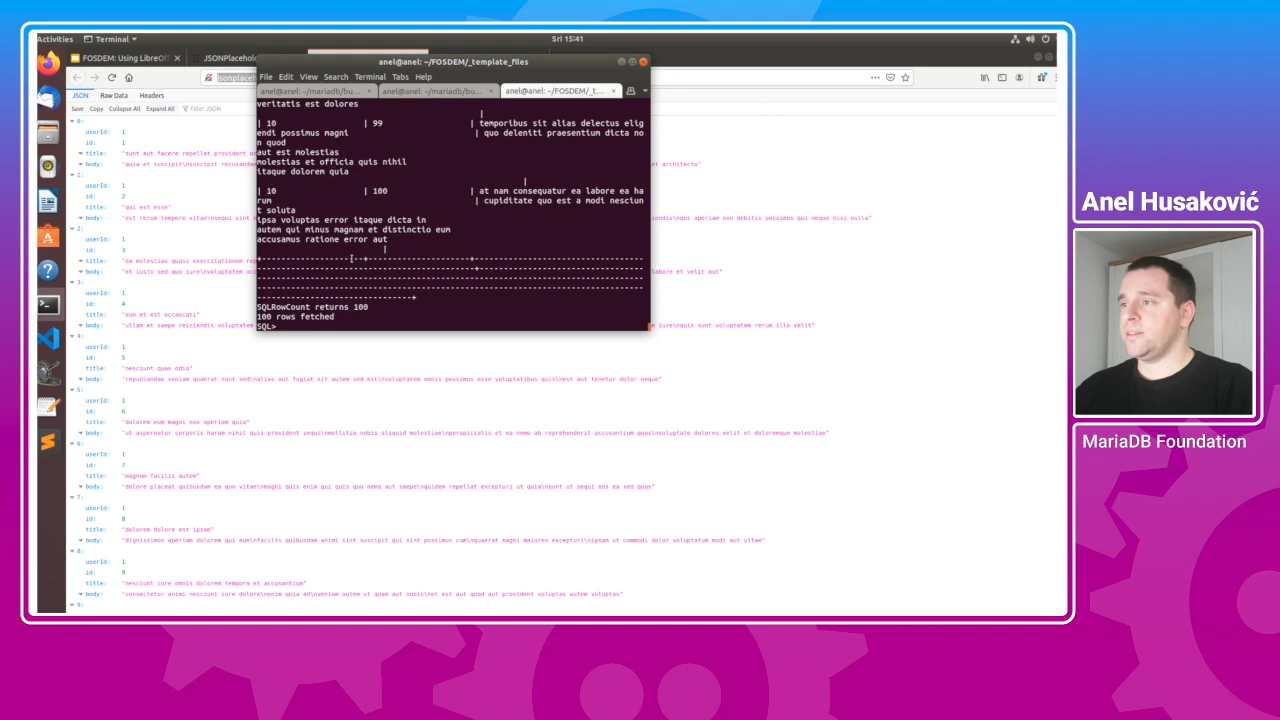 Activities
Terminal
Sri 15:41
FOSDEM: Using LibreOf
JSONPlacehol
anel@anel: ~/FOSDEM/_template_files
File Edit View Search Terminal Tabs Help
anel@anel: ~/mariadb/bu...
anel@anel: ~/mariadb/bu...
anel@anel: ~/FOSDEM/_t...
JSON Raw Data Headers
Save Copy Collapse All Expand All Filter JSON
veritatis est dolores
|
| 10 | 99 | temporibus sit alias delectus elig
endi possimus magni | quo deleniti praesentium dicta no
n quod
aut est molestias
molestias et officia quis nihil
itaque dolorem quia
|
| 10 | 100 | at nam consequatur ea labore ea ha
rum | cupiditate quo est a modi nesciun
t soluta
ipsa voluptas error itaque dicta in
autem qui minus magnam et distinctio eum
accusamus ratione error aut
|
SQLRowCount returns 100
100 rows fetched
SQL>
0:
userId: 1
id: 1
title: "sunt aut facere repellat provident
body: "quia et suscipit\nsuscipit recusanda
et architecto"
1:
userId: 1
id: 2
title: "qui est esse"
body: "est rerum tempore vitae\nsequi sint
endis\nqui aperiam non debitis possimus qui neque nisi nulla"
2:
userId: 1
id: 3
title: "ea molestias quasi exercitationem rep
body: "et iusto sed quo iure\nvoluptatem occ
labore et velit aut"
3:
userId: 1
id: 4
title: "eum et est occaecati"
body: "ullam et saepe reiciendis voluptatem
iure\nquis sunt voluptatem rerum illo velit"
4:
userId: 1
id: 5
title: "nesciunt quas odio"
body: "repudiandae veniam quaerat sunt sed\nalias aut fugiat sit autem sed est\nvoluptatem omnis possimus esse voluptatibus quis\nest aut tenetur dolor neque"
5:
userId: 1
id: 6
title: "dolorem eum magni eos aperiam quia"
body: "ut aspernatur corporis harum nihil quis provident sequi\nmollitia nobis aliquid molestiae\nperspiciatis et ea nemo ab reprehenderit accusantium quas\nvoluptate dolores velit et doloremque molestiae"
6:
userId: 1
id: 7
title: "magnam facilis autem"
body: "dolore placeat quibusdam ea quo vitae\nmagni quis enim qui quis quo nemo aut saepe\nquidem repellat excepturi ut quia\nsunt ut sequi eos ea sed quas"
7:
userId: 1
id: 8
title: "dolorem dolore est ipsam"
body: "dignissimos aperiam dolorem qui eum\nfacilis quibusdam animi sint suscipit qui sint possimus cum\nquaerat magni maiores excepturi\nipsam ut commodi dolor voluptatum modi aut vitae"
8:
userId: 1
id: 9
title: "nesciunt iure omnis dolorem tempora et accusantium"
body: "consectetur animi nesciunt iure dolore\nenim quia ad\nveniam autem ut quam aut nobis\net est aut quod aut provident voluptas autem voluptas"
9:
Anel Husaković
MariaDB Foundation